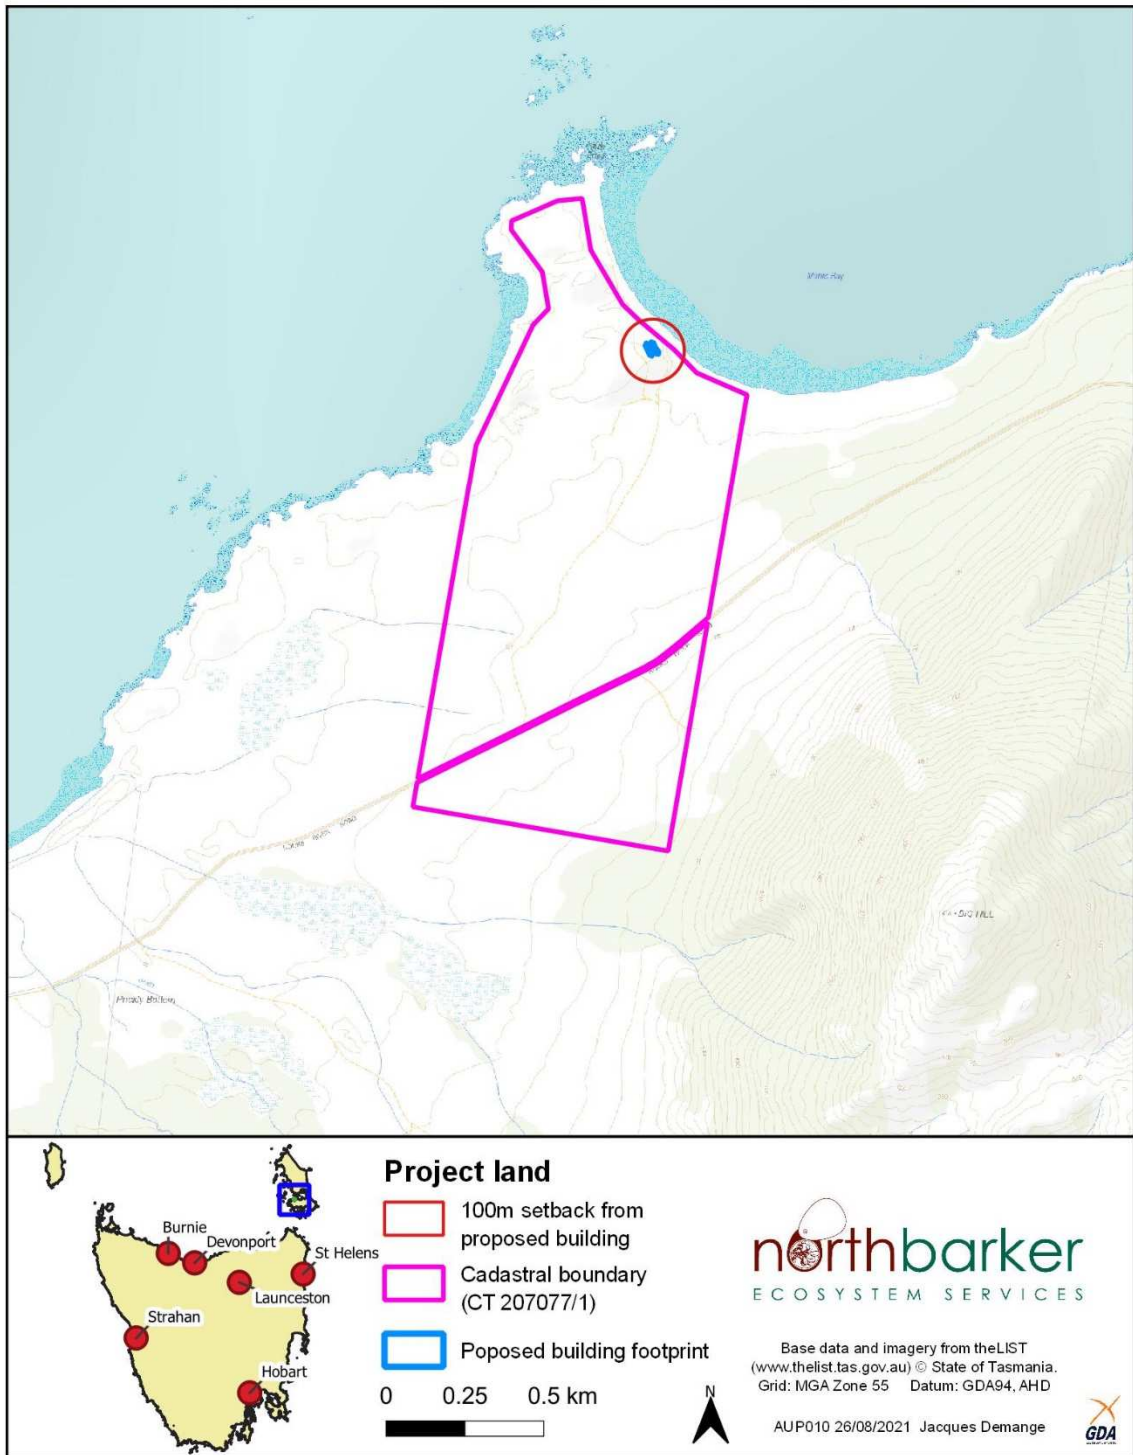 BIG HILL
Project land
100m setback from
proposed building
Cadastral boundary
(CT 207077/1)
Poposed building footprint
0 0.25 0.5 km
Burnie
Devonport
St Helens
Launceston
Strahan
Hobart
N
northbarker
ECOSYSTEM SERVICES
Base data and imagery from theLIST
(www.thelist.tas.gov.au) © State of Tasmania.
Grid: MGA Zone 55 Datum: GDA94, AHD
AUP010 26/08/2021 Jacques Demange
GDA